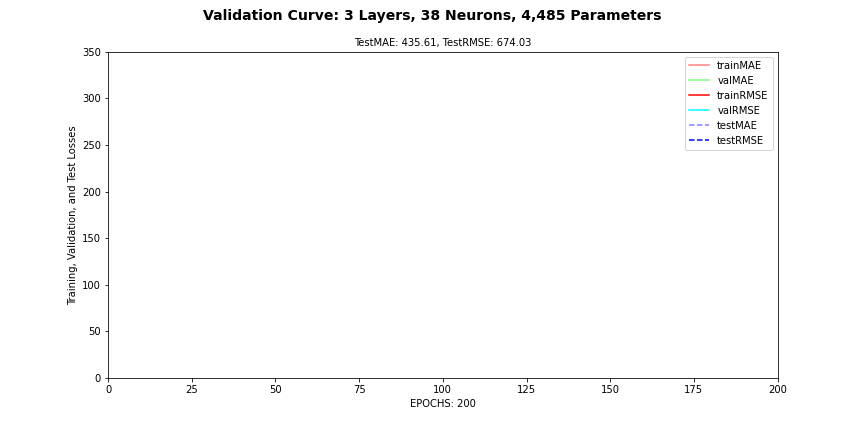 Validation Curve: 3 Layers, 38 Neurons, 4,485 Parameters
TestMAE: 435.61, TestRMSE: 674.03
350
300
250
200
150
100
50
0
Training, Validation, and Test Losses
trainMAE
valMAE
trainRMSE
valRMSE
testMAE
testRMSE
0 25 50 75 100 125 150 175 200
EPOCHS: 200